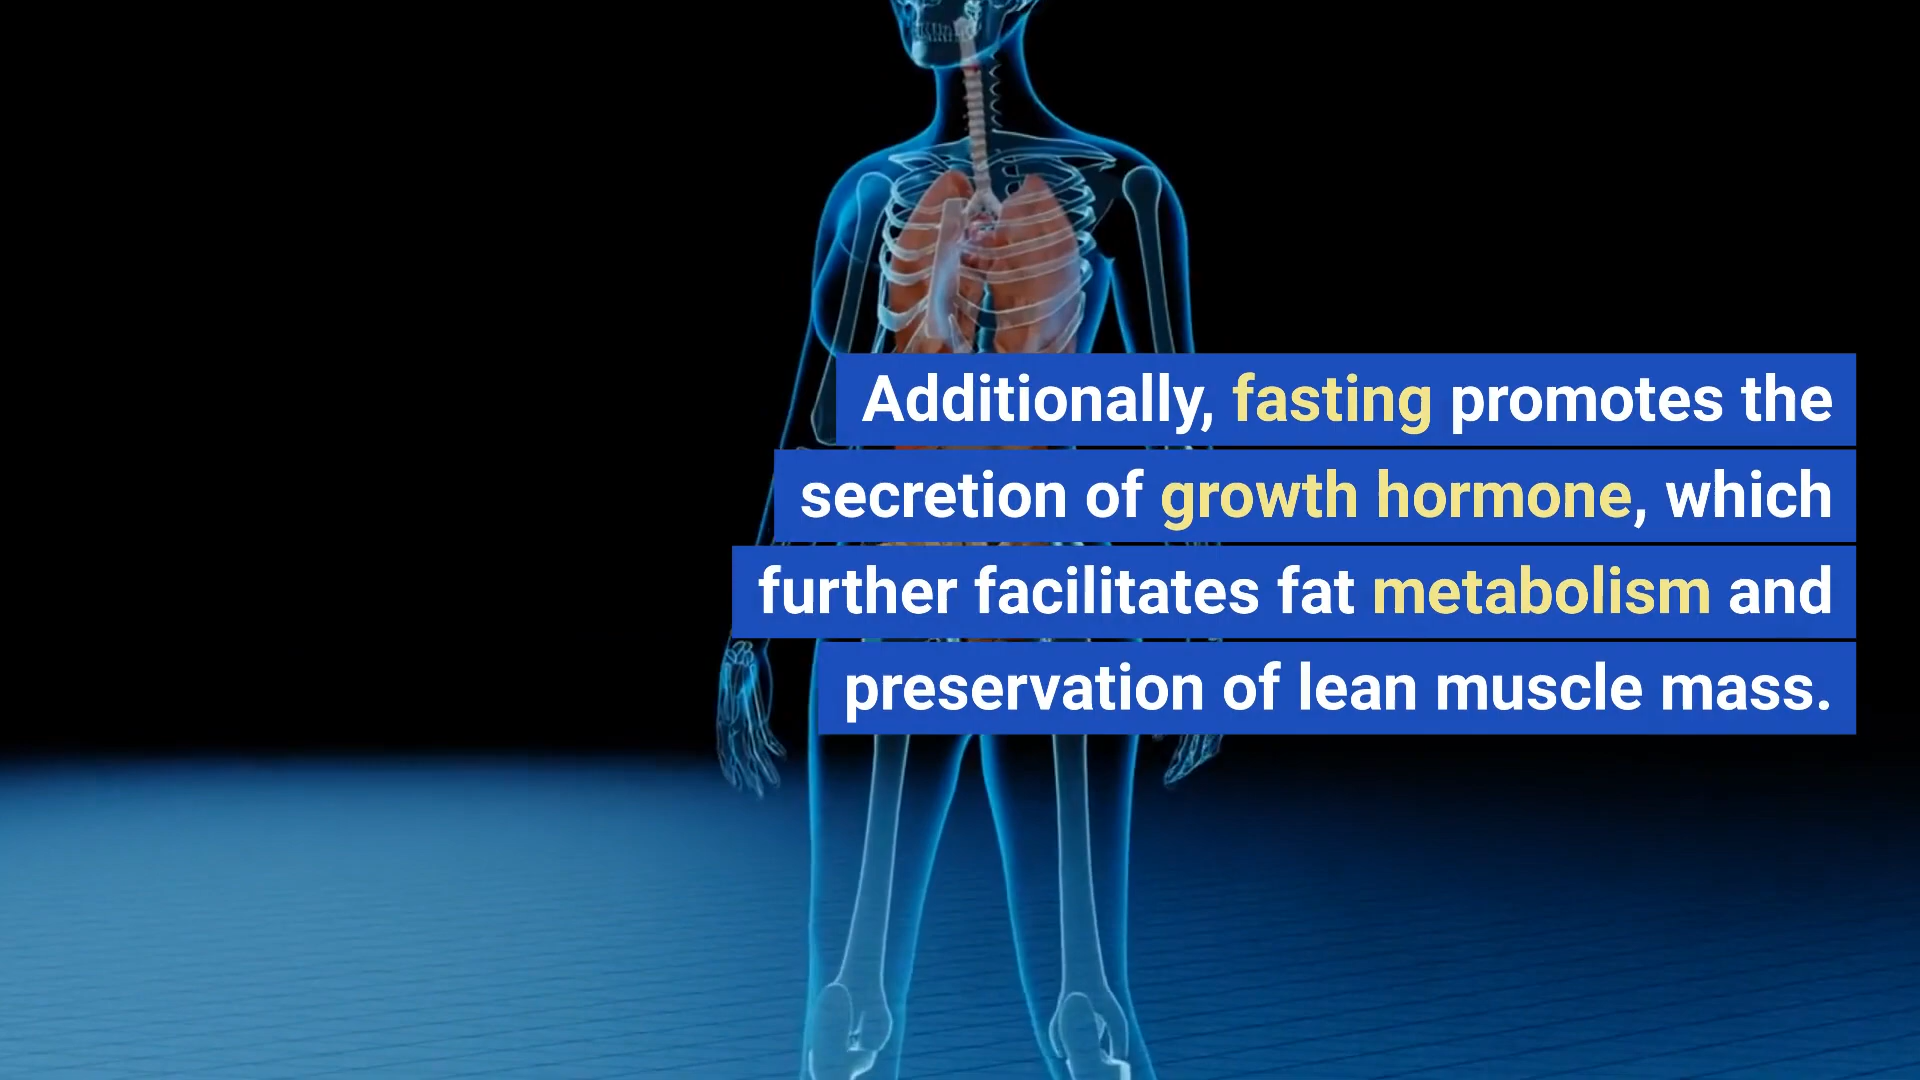 Additionally, fasting promotes the
secretion of growth hormone, which
further facilitates fat metabolism and
preservation of lean muscle mass.